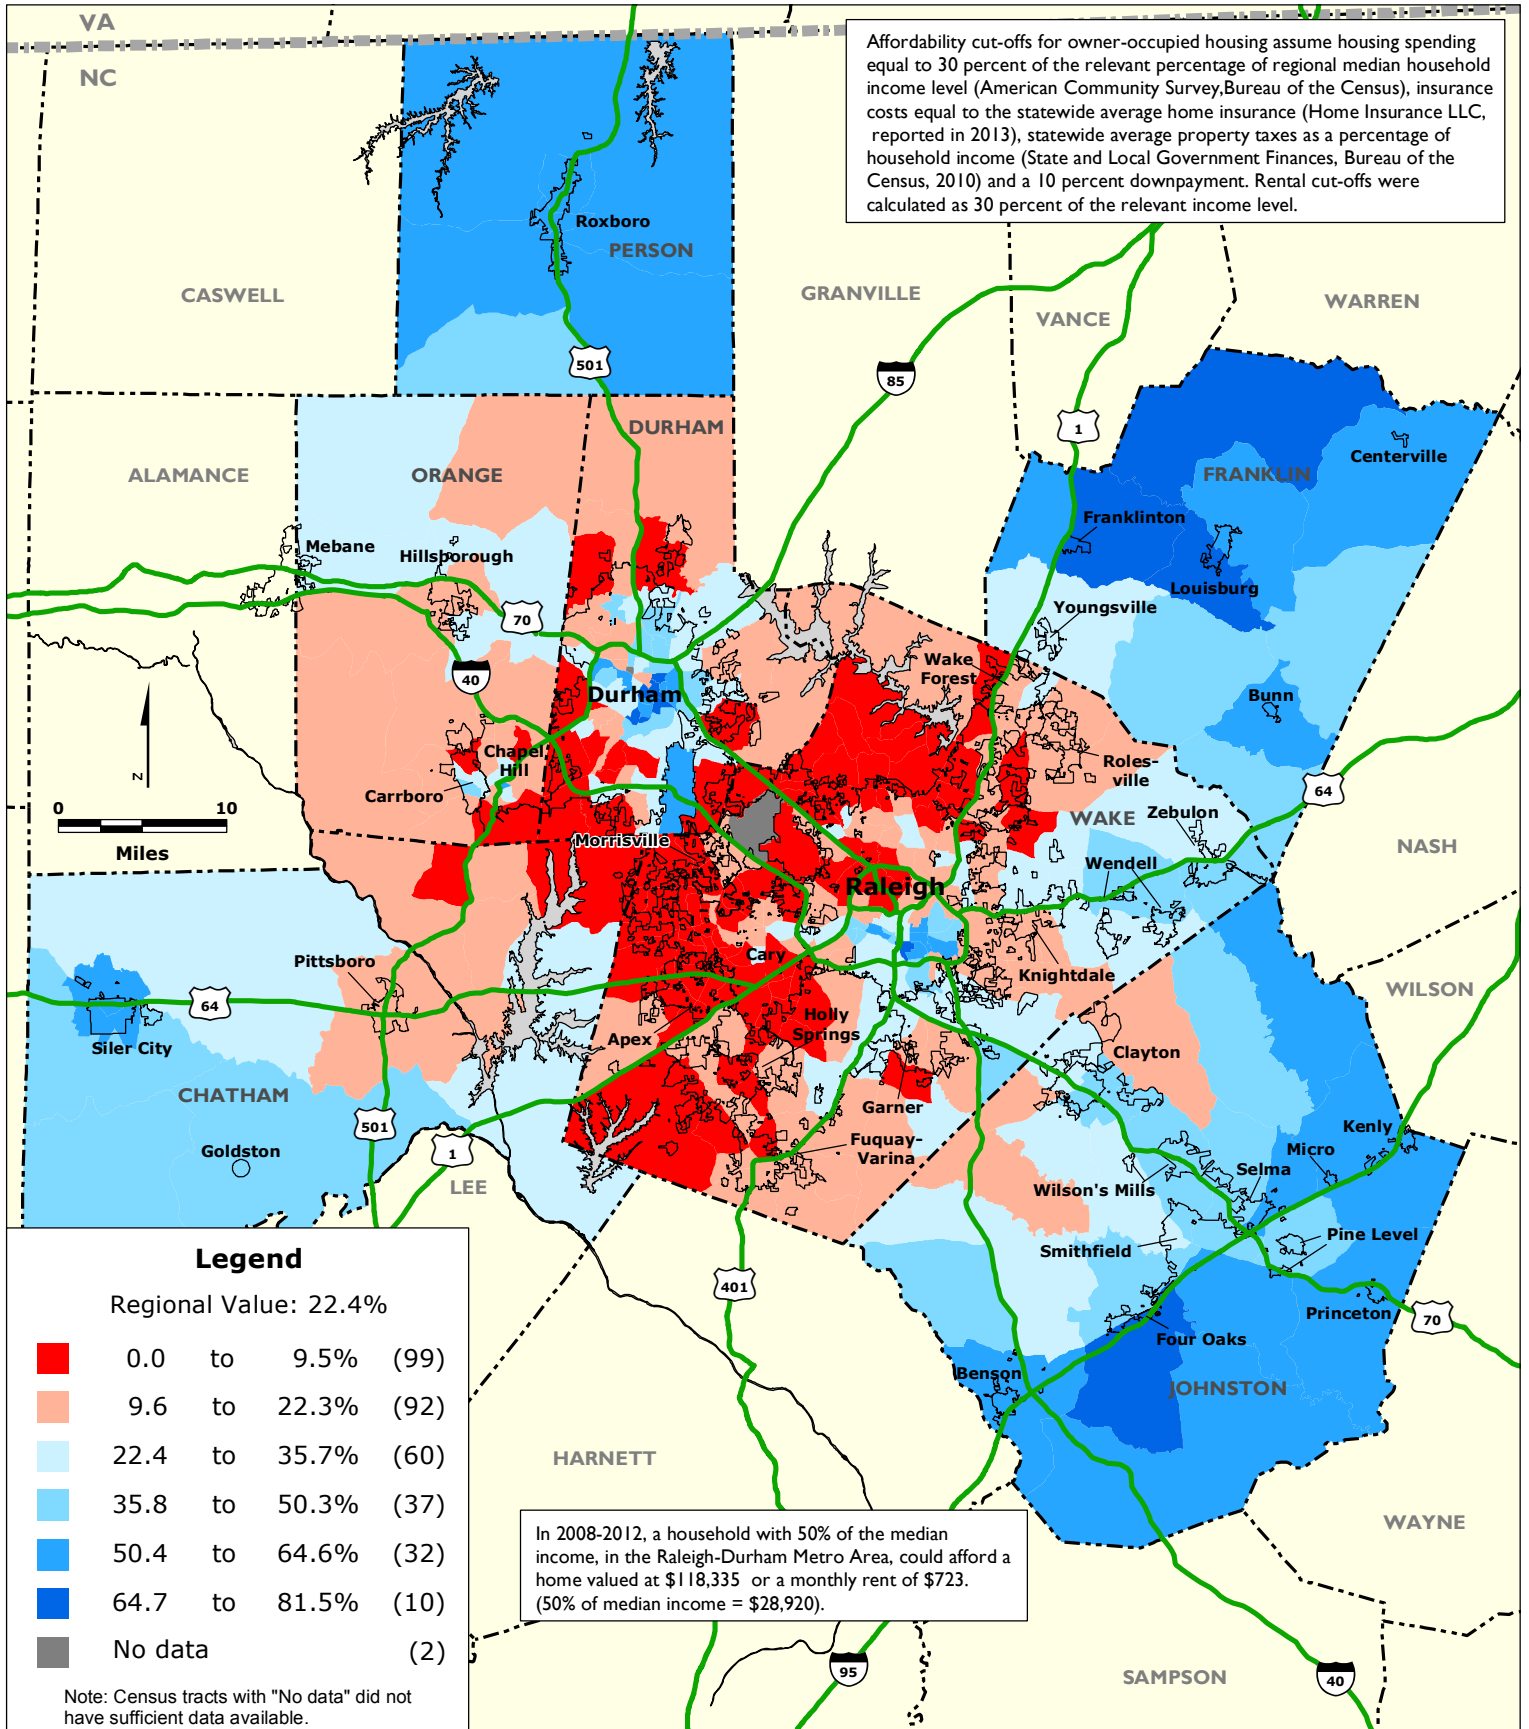 VA
NC
Affordability cut-offs for owner-occupied housing assume housing spending
equal to 30 percent of the relevant percentage of regional median household
income level (American Community Survey,Bureau of the Census), insurance
costs equal to the statewide average home insurance (Home Insurance LLC,
reported in 2013), statewide average property taxes as a percentage of
household income (State and Local Government Finances, Bureau of the
Census, 2010) and a 10 percent downpayment. Rental cut-offs were
calculated as 30 percent of the relevant income level.
Roxboro
PERSON
CASWELL
GRANVILLE
VANCE
WARREN
501
85
1
DURHAM
ALAMANCE
ORANGE
FRANKLIN
Centerville
Franklinton
Mebane
Hillsborough
Louisburg
Youngsville
70
40
Wake
Forest
Durham
Bunn
Chapel
Hill
Roles-
ville
Carrboro
64
N
0
10
Miles
WAKE
Zebulon
Morrisville
NASH
Wendell
Raleigh
Cary
Pittsboro
Knightdale
64
WILSON
Holly
Springs
Apex
Siler City
Clayton
CHATHAM
Garner
501
1
Kenly
Fuquay-
Varina
Micro
Goldston
Selma
LEE
Wilson's Mills
Pine Level
Smithfield
401
Princeton
70
Four Oaks
Benson
JOHNSTON
HARNETT
WAYNE
SAMPSON
95
40
Legend
Regional Value: 22.4%
0.0 to 9.5% (99)
9.6 to 22.3% (92)
22.4 to 35.7% (60)
35.8 to 50.3% (37)
50.4 to 64.6% (32)
64.7 to 81.5% (10)
No data (2)
Note: Census tracts with "No data" did not
have sufficient data available.
In 2008-2012, a household with 50% of the median
income, in the Raleigh-Durham Metro Area, could afford a
home valued at $118,335 or a monthly rent of $723.
(50% of median income = $28,920).